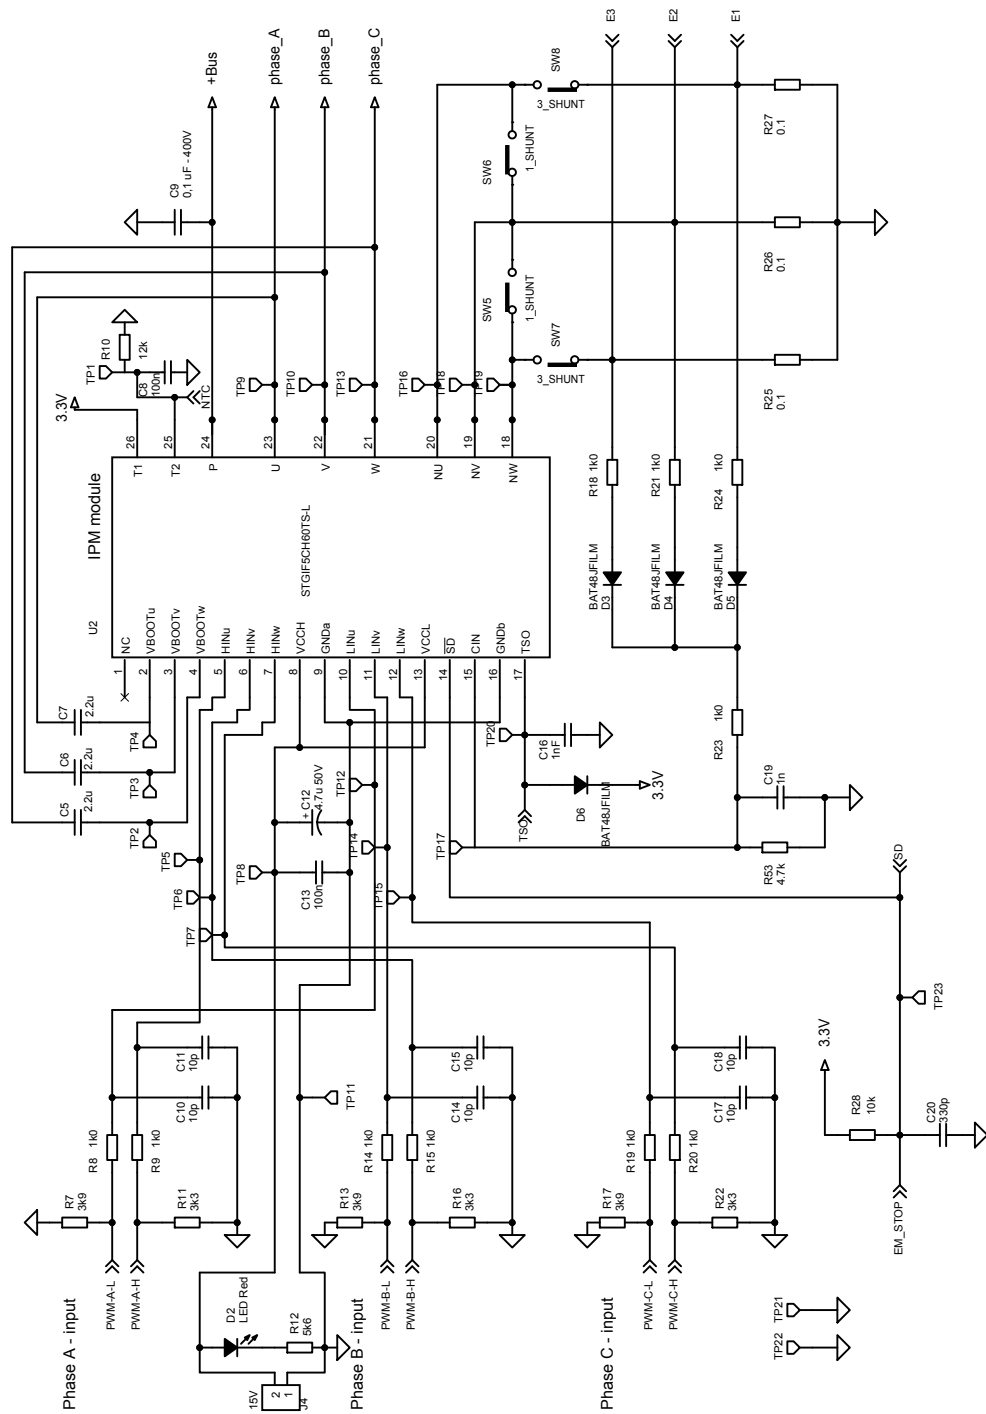 Phase A - input
PWM-A-L
PWM-A-H
R7
3k9
R8 1k0
R9 1k0
R11
3k3
C10
10p
C11
10p
15V
2
1
J4
D2
LED Red
R12
5k6
TP11
Phase B - input
PWM-B-L
PWM-B-H
R13
3k9
R14 1k0
R15 1k0
R16
3k3
C14
10p
C15
10p
Phase C - input
PWM-C-L
PWM-C-H
R17
3k9
R19 1k0
R20 1k0
R22
3k3
C17
10p
C18
10p
TP22
TP21
EM_STOP
R28
10k
3.3V
C20
330p
TP23
SD
TP7
TP6
TP5
TP8
C13
100n
C12
+
4.7u 50V
TP12
TP14
TP15
TP17
C5
2.2u
C6
2.2u
C7
2.2u
TP2
TP3
TP4
R53
4.7k
C19
1n
R23
1k0
TSO
D6
BAT48JFILM
3.3V
C16
1nF
TP20
U2
IPM module
STGIF5CH60TS-L
1
NC
2
VBOOTu
3
VBOOTv
4
VBOOTw
5
HINu
6
HINv
7
HINw
8
VCCH
9
GNDa
10
LINu
11
LINv
12
LINw
13
VCCL
14
SD
15
CIN
16
GNDb
17
TSO
T1
26
T2
25
P
24
U
23
V
22
W
21
NU
20
NV
19
NW
18
3.3V
TP1
R10
12k
C8
100n
NTC
TP9
TP10
TP13
TP16
TP18
TP19
C9
0,1 uF - 400V
+Bus
phase_A
phase_B
phase_C
SW5
1_SHUNT
SW6
1_SHUNT
SW7
3_SHUNT
SW8
3_SHUNT
BAT48JFILM
D3
BAT48JFILM
D4
BAT48JFILM
D5
R18 1k0
R21 1k0
R24
1k0
R25
0.1
R26
0.1
R27
0.1
E3
E2
E1